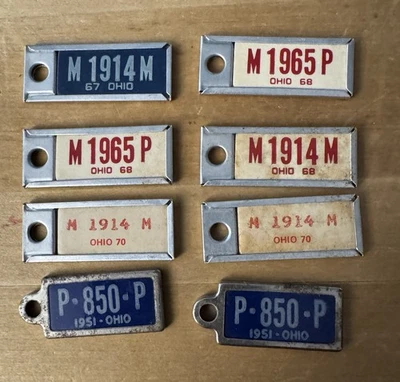 M 1914 M
67 OHIO
M 1965 P
OHIO 68
M 1965 P
OHIO 68
M 1914 M
OHIO 68
M 1914 M
OHIO 70
M 1914 M
OHIO 70
P-850-P
1951-OHIO
P-850-P
1951-OHIO